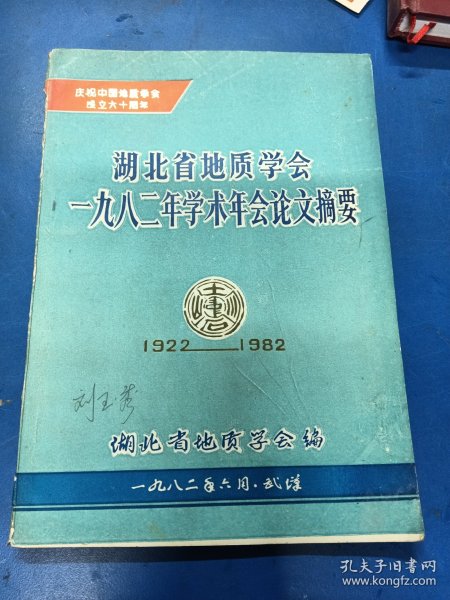 庆祝中国地质学会
成立六十周年
湖北省地质学会
一九八二年学术年会论文摘要
1922——1982
刘玉秀
湖北省地质学会编
一九八二年六月·武汉
孔夫子旧书网
www.kongfz.com